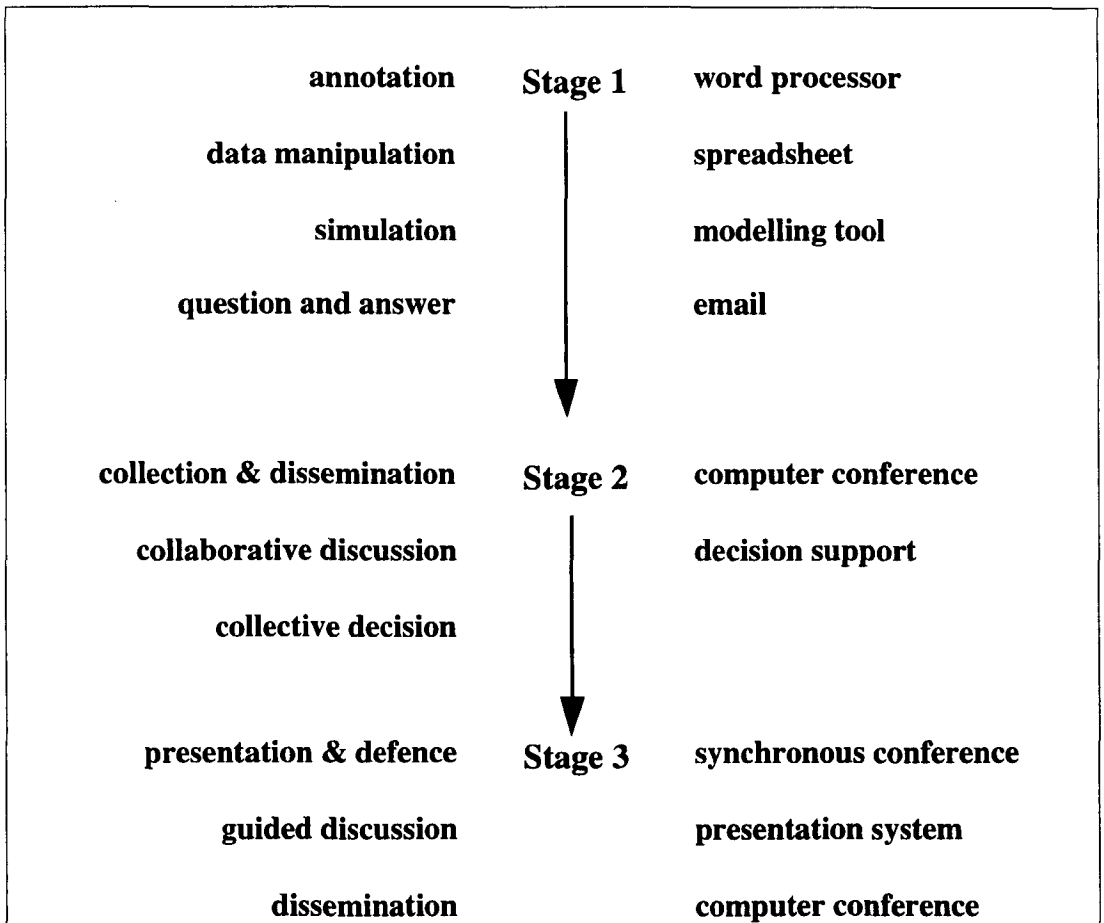 annotation Stage 1 word processor
data manipulation spreadsheet
simulation modelling tool
question and answer email
collection & dissemination Stage 2 computer conference
collaborative discussion decision support
collective decision
presentation & defence Stage 3 synchronous conference
guided discussion presentation system
dissemination computer conference